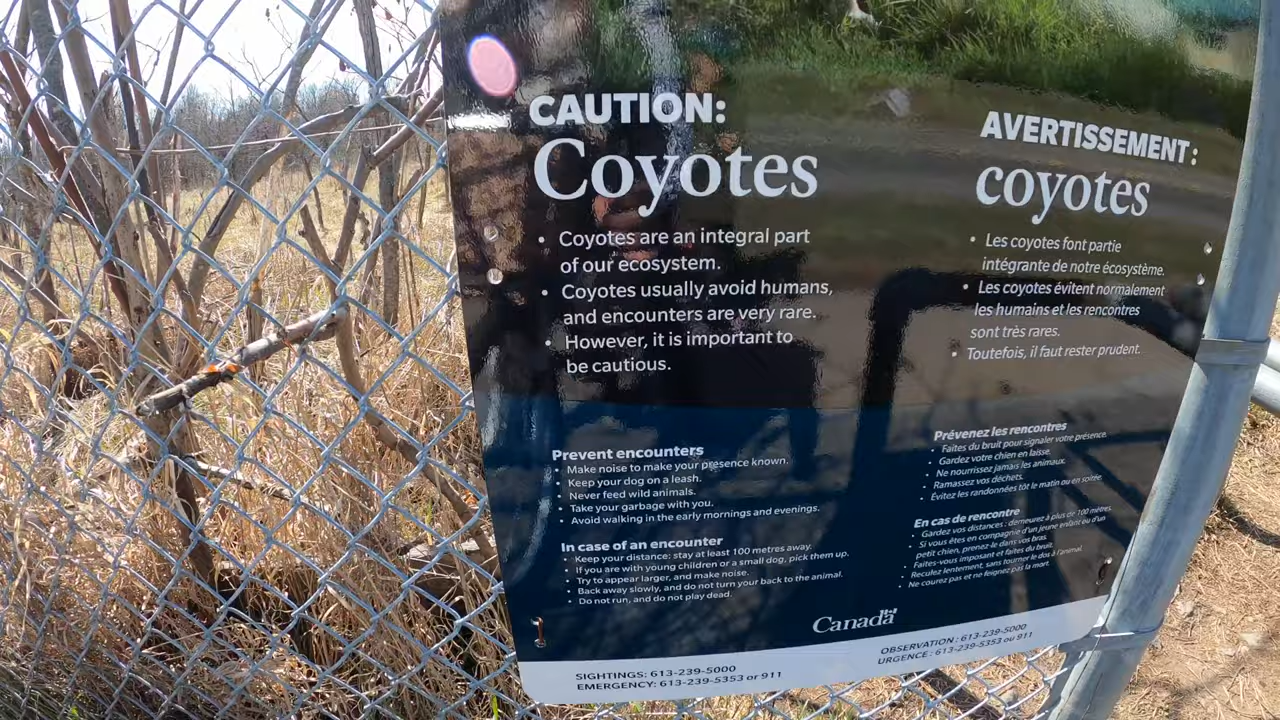 CAUTION:
Coyotes
• Coyotes are an integral part
of our ecosystem.
• Coyotes usually avoid humans,
and encounters are very rare.
• However, it is important to
be cautious.
Prevent encounters
• Make noise to make your presence known.
• Keep your dog on a leash.
• Never feed wild animals.
• Take your garbage with you.
• Avoid walking in the early mornings and evenings.
In case of an encounter
• Keep your distance: stay at least 100 metres away.
• If you are with young children or a small dog, pick them up.
• Try to appear larger, and make noise.
• Back away slowly, and do not turn your back to the animal.
• Do not run, and do not play dead.
AVERTISSEMENT:
coyotes
• Les coyotes font partie
intégrante de notre écosystème.
• Les coyotes évitent normalement
les humains et les rencontres
sont très rares.
• Toutefois, il faut rester prudent.
Prévenez les rencontres
• Faites du bruit pour signaler votre présence.
• Gardez votre chien en laisse.
• Ne nourrissez jamais les animaux.
• Ramassez vos déchets.
• Évitez les randonnées tôt le matin ou en soirée.
En cas de rencontre
• Gardez vos distances : demeurez à plus de 100 mètres.
• Si vous êtes en compagnie d'un jeune enfant ou d'un
petit chien, prenez-le dans vos bras.
• Faites-vous imposant et faites du bruit.
• Reculez lentement, sans tourner le dos à l'animal.
• Ne courez pas et ne feignez pas la mort.
Canada
SIGHTINGS: 613-239-5000
EMERGENCY: 613-239-5353 or 911
OBSERVATION : 613-239-5000
URGENCE : 613-239-5353 ou 911